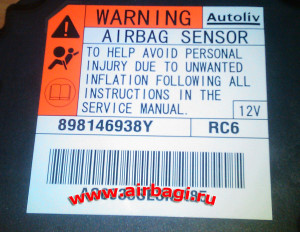 WARNING Autoliv
AIRBAG SENSOR
TO HELP AVOID PERSONAL
INJURY DUE TO UNWANTED
INFLATION FOLLOWING ALL
INSTRUCTIONS IN THE
SERVICE MANUAL.
12V
898146938Y RC6
www.airbagi.ru